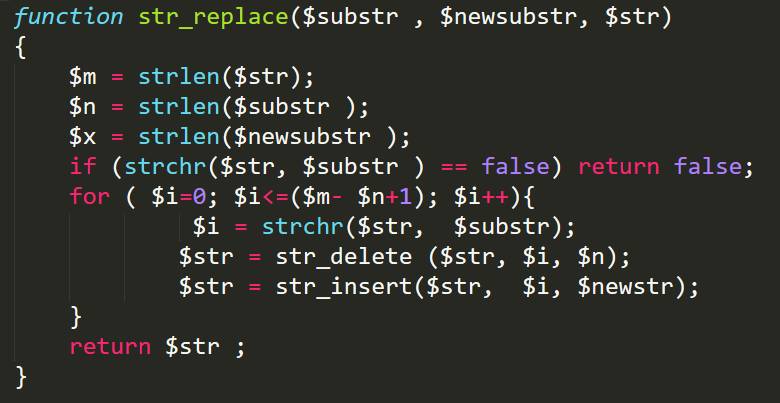 function str_replace($substr , $newsubstr, $str)
{
    $m = strlen($str);
    $n = strlen($substr );
    $x = strlen($newsubstr );
    if (strchr($str, $substr ) == false) return false;
    for ( $i=0; $i<=($m- $n+1); $i++){
             $i = strchr($str,  $substr);
            $str = str_delete ($str, $i, $n);
            $str = str_insert($str,  $i, $newstr);
    }
    return $str ;
}